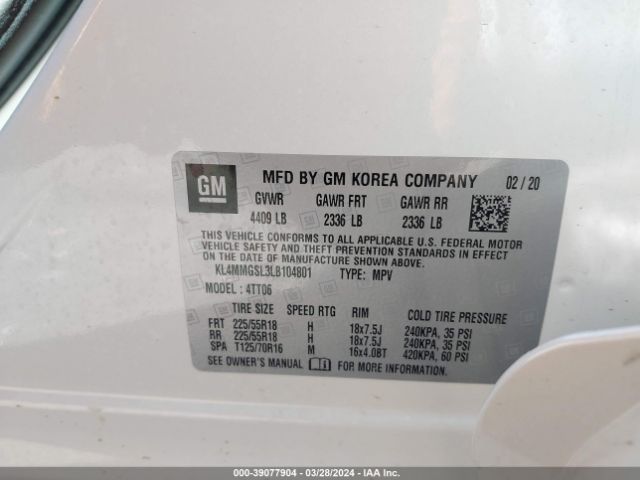 GM
MFD BY GM KOREA COMPANY 02 / 20
GVWR GAWR FRT GAWR RR
4409 LB 2336 LB 2336 LB
THIS VEHICLE CONFORMS TO ALL APPLICABLE U.S. FEDERAL MOTOR
VEHICLE SAFETY AND THEFT PREVENTION STANDARDS IN EFFECT ON THE
DATE OF MANUFACTURE SHOWN ABOVE.
KL4MMGSL3LB104801 TYPE: MPV
MODEL : 4TT06
TIRE SIZE SPEED RTG RIM COLD TIRE PRESSURE
FRT 225/55R18 H 18x7.5J 240KPA, 35 PSI
RR 225/55R18 H 18x7.5J 240KPA, 35 PSI
SPA T125/70R16 M 16x4.0BT 420KPA, 60 PSI
SEE OWNER'S MANUAL FOR MORE INFORMATION.
000-39077904 / 03/28/2024 - IAA Inc.